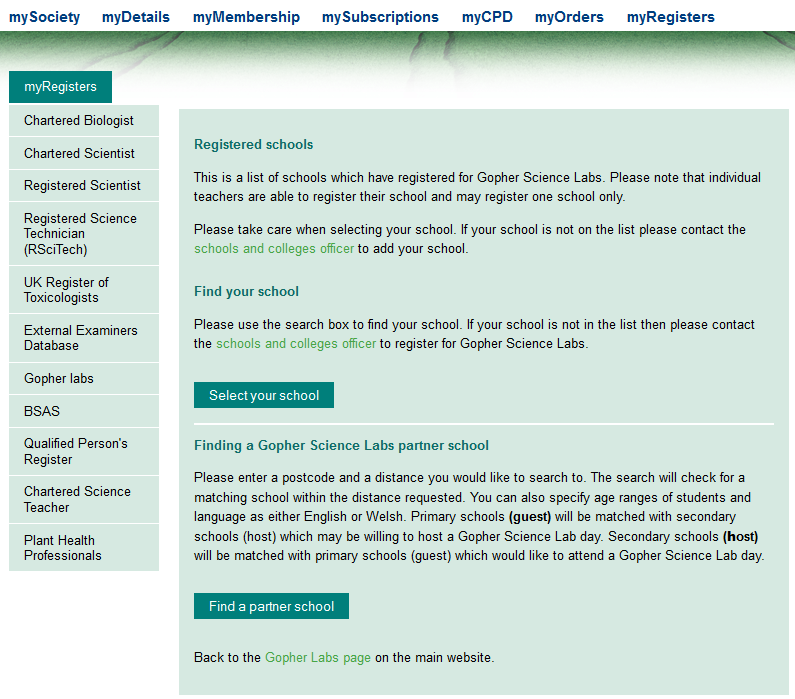 mySociety myDetails myMembership mySubscriptions myCPD myOrders myRegisters
myRegisters
Chartered Biologist
Chartered Scientist
Registered Scientist
Registered Science
Technician
(RSciTech)
UK Register of
Toxicologists
External Examiners
Database
Gopher labs
BSAS
Qualified Person's
Register
Chartered Science
Teacher
Plant Health
Professionals
Registered schools
This is a list of schools which have registered for Gopher Science Labs. Please note that individual
teachers are able to register their school and may register one school only.
Please take care when selecting your school. If your school is not on the list please contact the
schools and colleges officer to add your school.
Find your school
Please use the search box to find your school. If your school is not in the list then please contact
the schools and colleges officer to register for Gopher Science Labs.
Select your school
Finding a Gopher Science Labs partner school
Please enter a postcode and a distance you would like to search to. The search will check for a
matching school within the distance requested. You can also specify age ranges of students and
language as either English or Welsh. Primary schools (guest) will be matched with secondary
schools (host) which may be willing to host a Gopher Science Lab day. Secondary schools (host)
will be matched with primary schools (guest) which would like to attend a Gopher Science Lab day.
Find a partner school
Back to the Gopher Labs page on the main website.